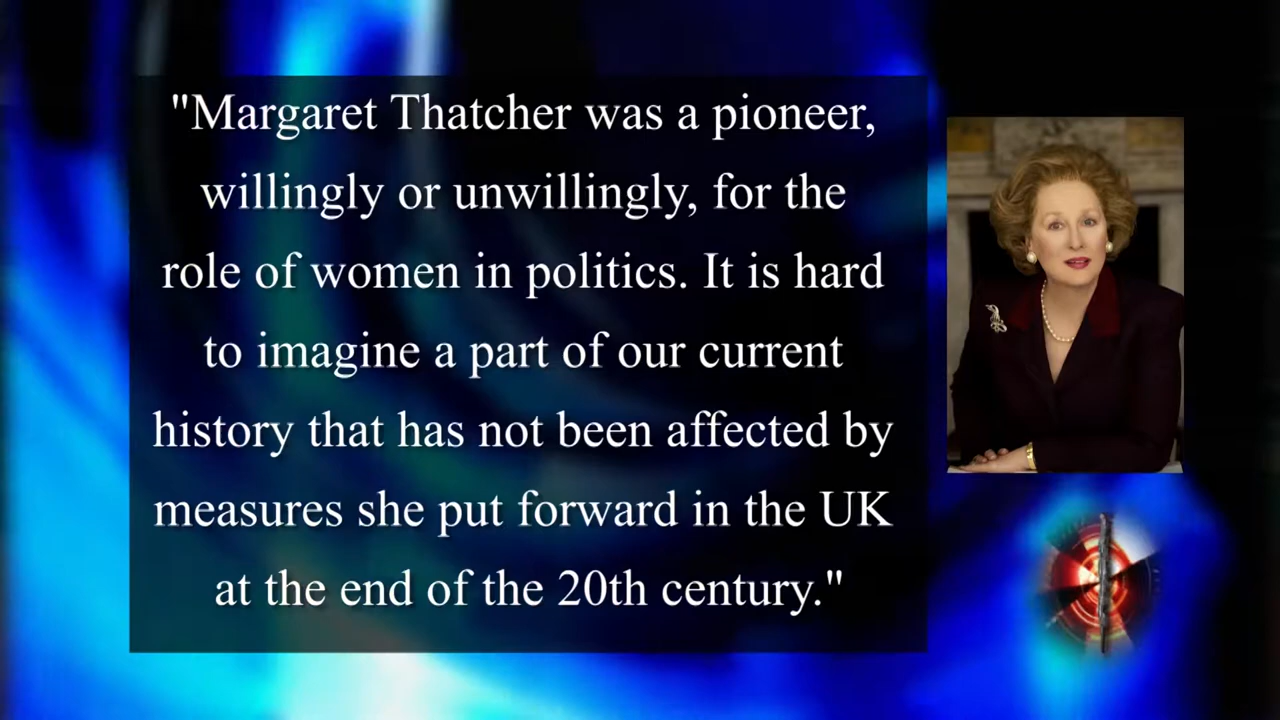 "Margaret Thatcher was a pioneer,
willingly or unwillingly, for the
role of women in politics. It is hard
to imagine a part of our current
history that has not been affected by
measures she put forward in the UK
at the end of the 20th century."